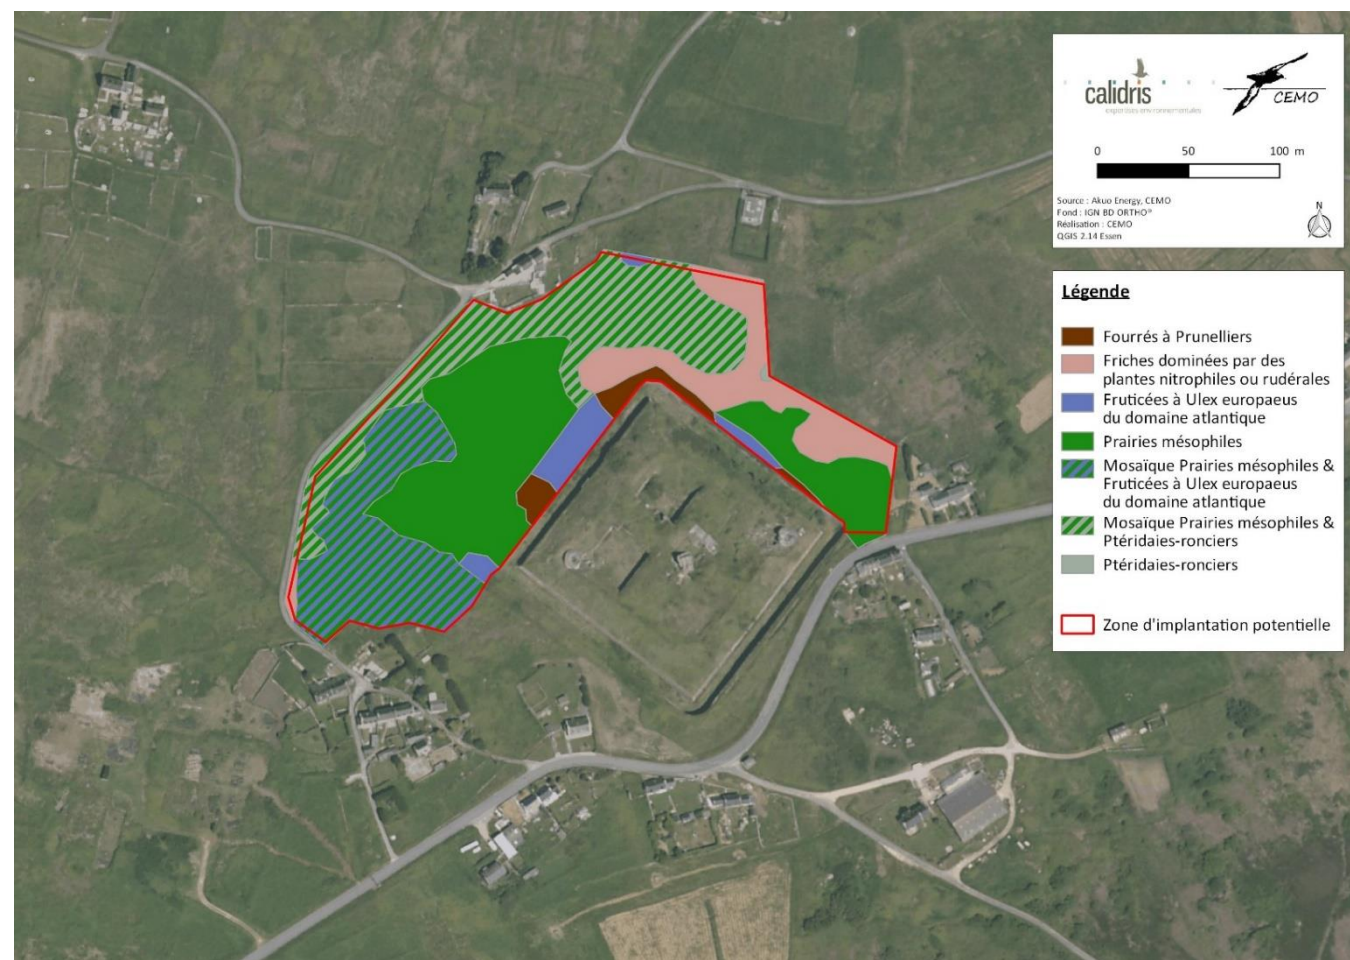 calidris
expertises environnementales
CEMO
0 50 100 m
Source : Akuo Energy, CEMO
Fond : IGN BD ORTHO®
Réalisation : CEMO
QGIS 2.14 Essen
N
Légende
Fourrés à Prunelliers
Friches dominées par des
plantes nitrophiles ou rudérales
Fruticées à Ulex europaeus
du domaine atlantique
Prairies mésophiles
Mosaïque Prairies mésophiles &
Fruticées à Ulex europaeus
du domaine atlantique
Mosaïque Prairies mésophiles &
Ptéridaies-ronciers
Ptéridaies-ronciers
Zone d'implantation potentielle